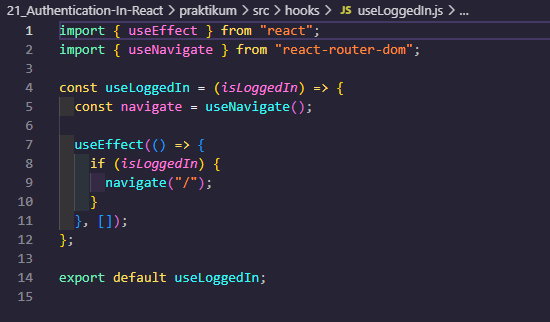 21_Authentication-In-React > praktikum > src > hooks > JS useLoggedIn.js > ...
1 import { useEffect } from "react";
2 import { useNavigate } from "react-router-dom";
3
4 const useLoggedIn = (isLoggedIn) => {
5   const navigate = useNavigate();
6
7   useEffect(() => {
8     if (isLoggedIn) {
9       navigate("/");
10     }
11   }, []);
12 };
13
14 export default useLoggedIn;
15